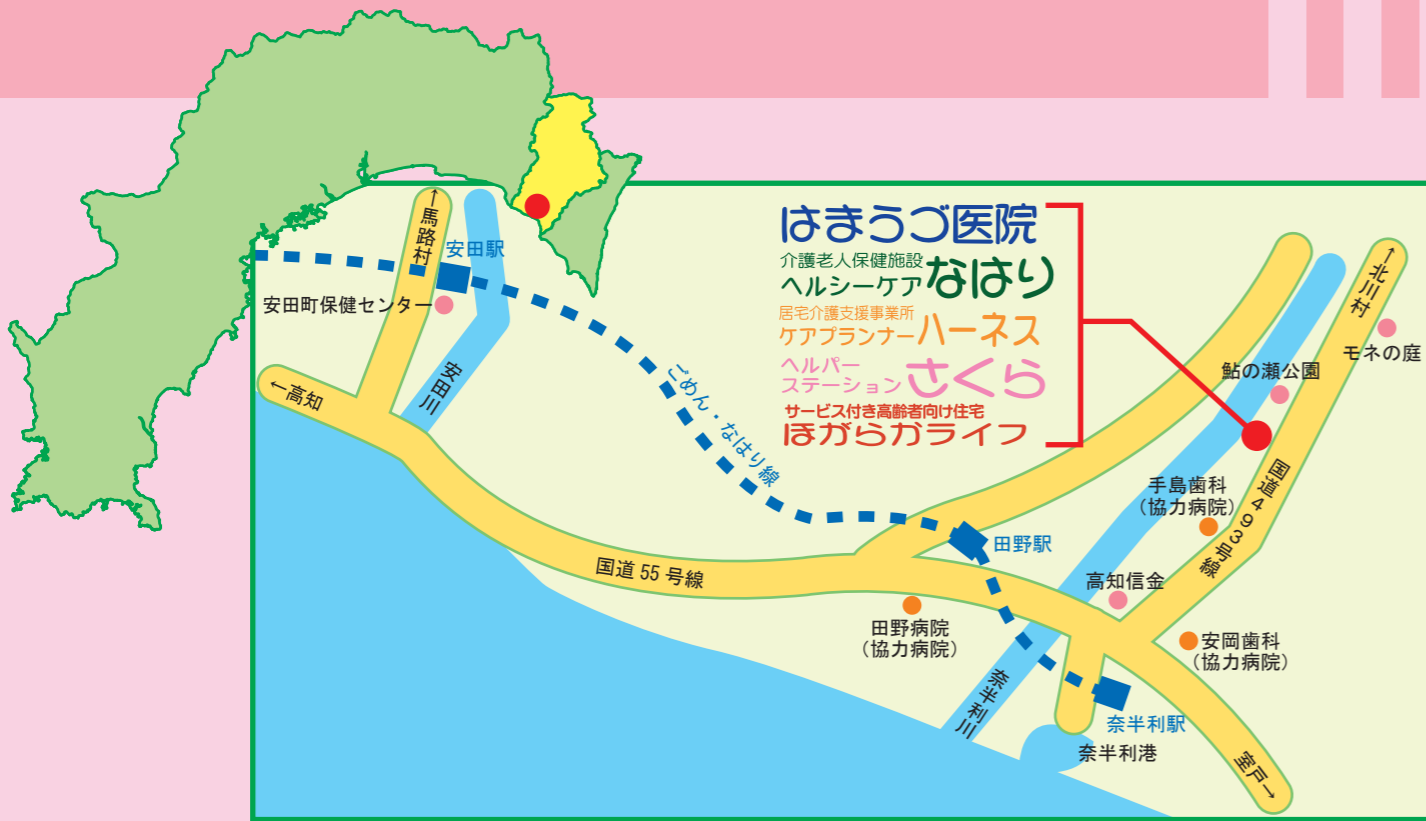 はまうづ医院
介護老人保健施設
ヘルシーケアなはり
居宅介護支援事業所
ケアプランナーハーネス
ヘルパー
ステーション さくら
サービス付き高齢者向け住宅
ほがらかライフ
↑馬路村
安田駅
安田町保健センター
安田川
←高知
ごめん・なはり線
国道55号線
田野駅
田野病院
（協力病院）
↑北川村
モネの庭
鮎の瀬公園
国道493号線
手島歯科
（協力病院）
高知信金
安岡歯科
（協力病院）
奈半利川
奈半利駅
奈半利港
室戸→